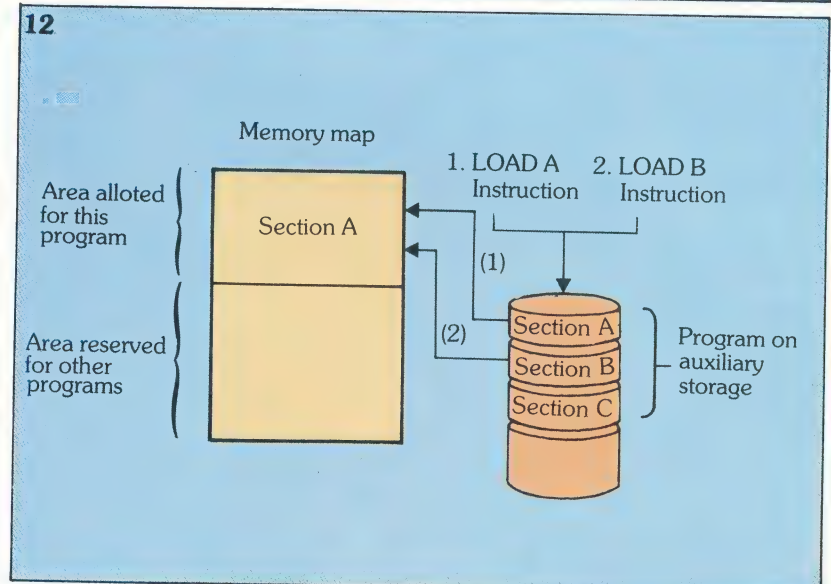 12
Memory map
Area alloted
for this
program
Section A
Area reserved
for other
programs
1. LOAD A
Instruction
2. LOAD B
Instruction
(1)
(2)
Section A
Section B
Section C
Program on
auxiliary
storage